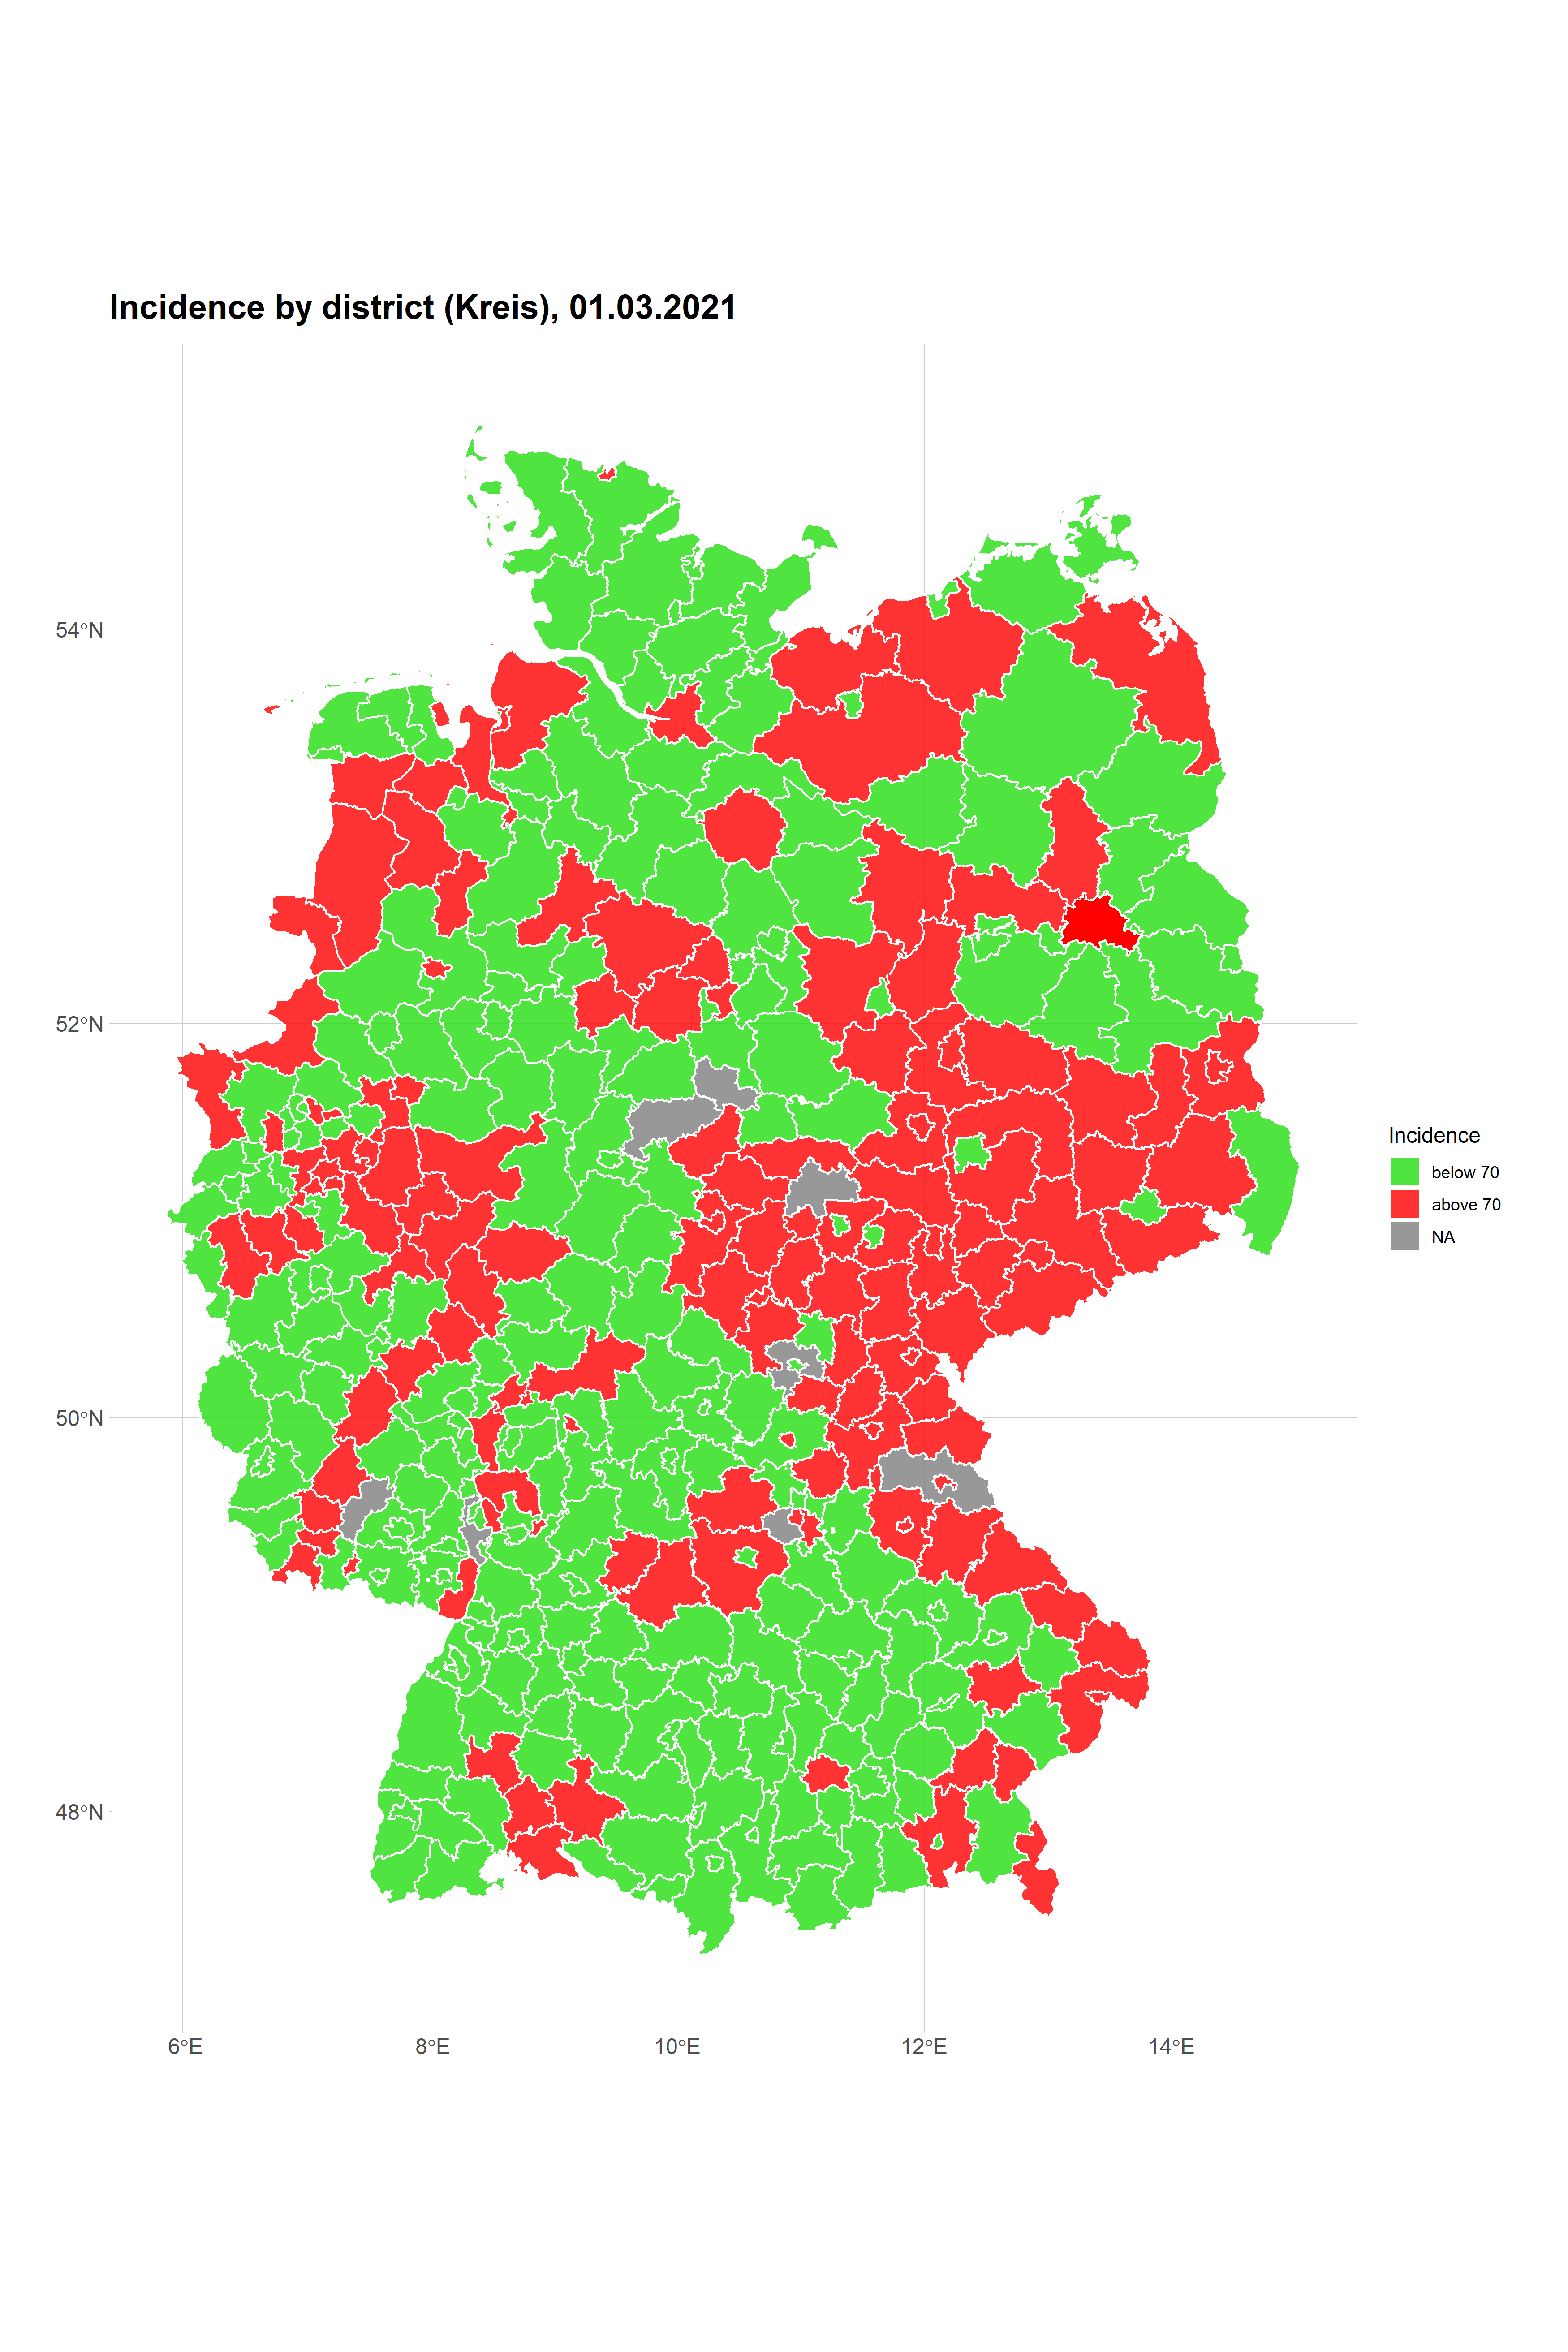 Incidence by district (Kreis), 01.03.2021
54°N
52°N
50°N
48°N
6°E
8°E
10°E
12°E
14°E
Incidence
below 70
above 70
NA